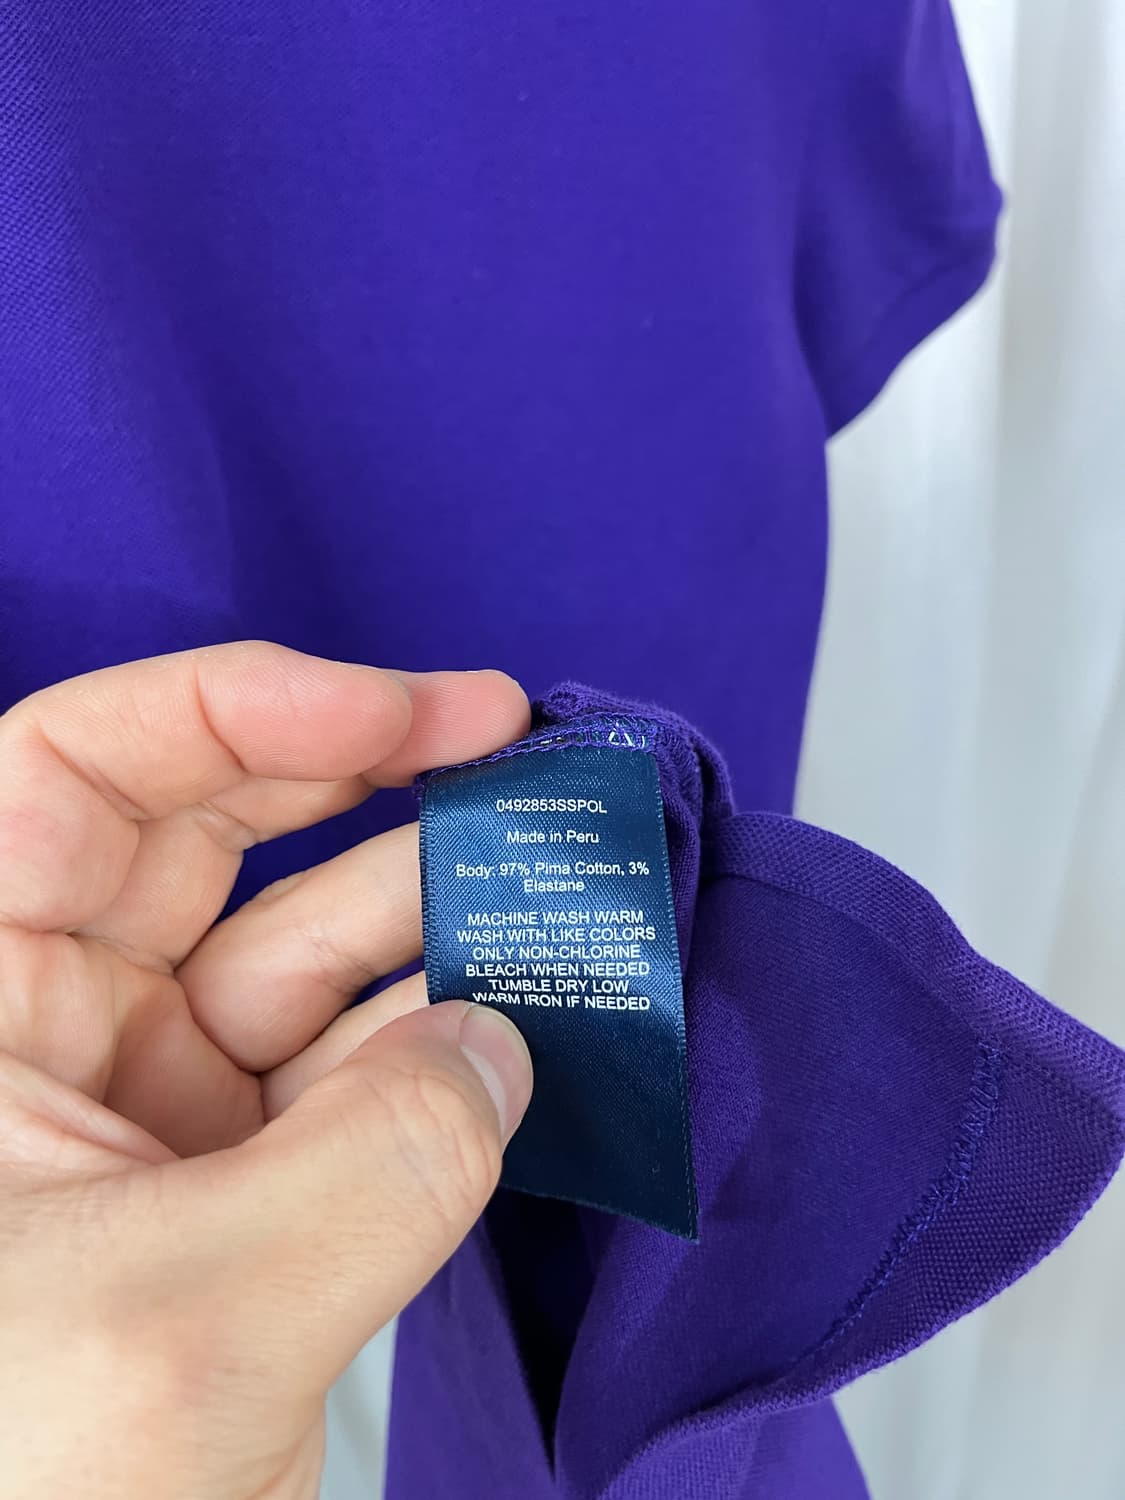 0492853SSPOL
Made in Peru
Body: 97% Pima Cotton, 3%
Elastane
MACHINE WASH WARM
WASH WITH LIKE COLORS
ONLY NON-CHLORINE
BLEACH WHEN NEEDED
TUMBLE DRY LOW
WARM IRON IF NEEDED